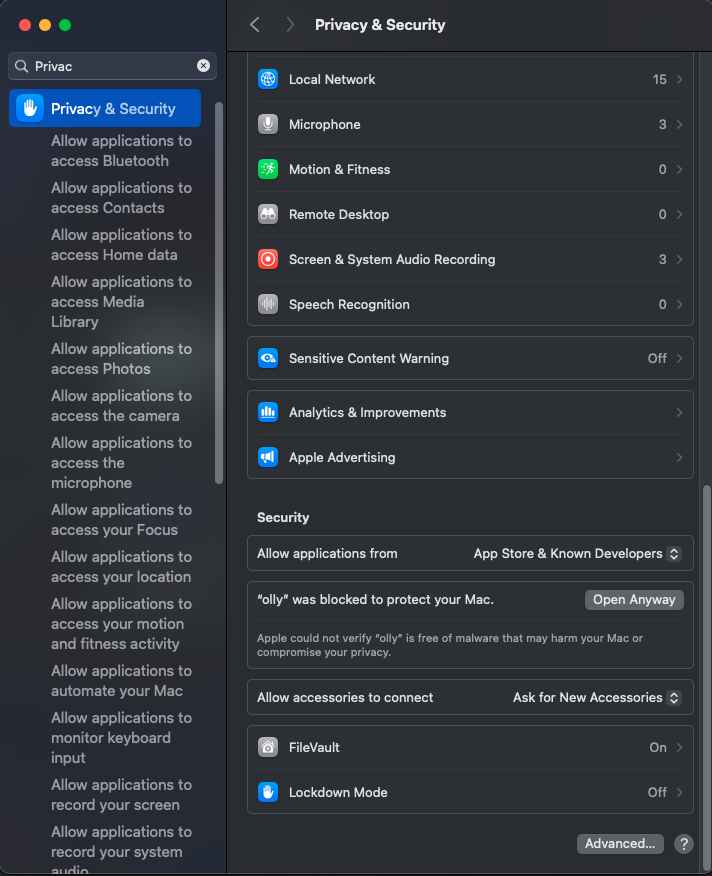 Privacy & Security
Privac
Privacy & Security
Allow applications to
access Bluetooth
Allow applications to
access Contacts
Allow applications to
access Home data
Allow applications to
access Media
Library
Allow applications to
access Photos
Allow applications to
access the camera
Allow applications to
access the
microphone
Allow applications to
access your Focus
Allow applications to
access your location
Allow applications to
access your motion
and fitness activity
Allow applications to
automate your Mac
Allow applications to
monitor keyboard
input
Allow applications to
record your screen
Allow applications to
record your system
audio
Local Network 15
Microphone 3
Motion & Fitness 0
Remote Desktop 0
Screen & System Audio Recording 3
Speech Recognition 0
Sensitive Content Warning Off
Analytics & Improvements
Apple Advertising
Security
Allow applications from App Store & Known Developers
“olly” was blocked to protect your Mac. Open Anyway
Apple could not verify “olly” is free of malware that may harm your Mac or
compromise your privacy.
Allow accessories to connect Ask for New Accessories
FileVault On
Lockdown Mode Off
Advanced... ?